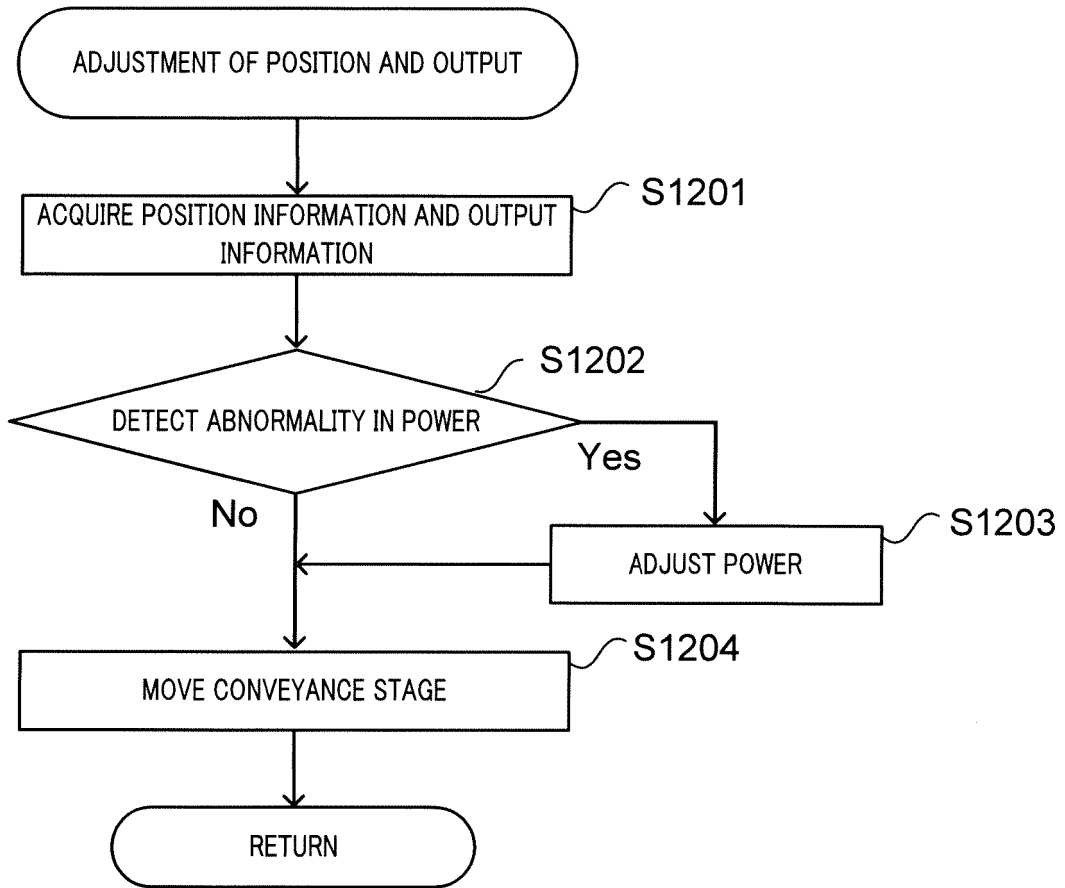 ADJUSTMENT OF POSITION AND OUTPUT
S1201
ACQUIRE POSITION INFORMATION AND OUTPUT
INFORMATION
S1202
DETECT ABNORMALITY IN POWER
Yes
No
S1203
ADJUST POWER
S1204
MOVE CONVEYANCE STAGE
RETURN